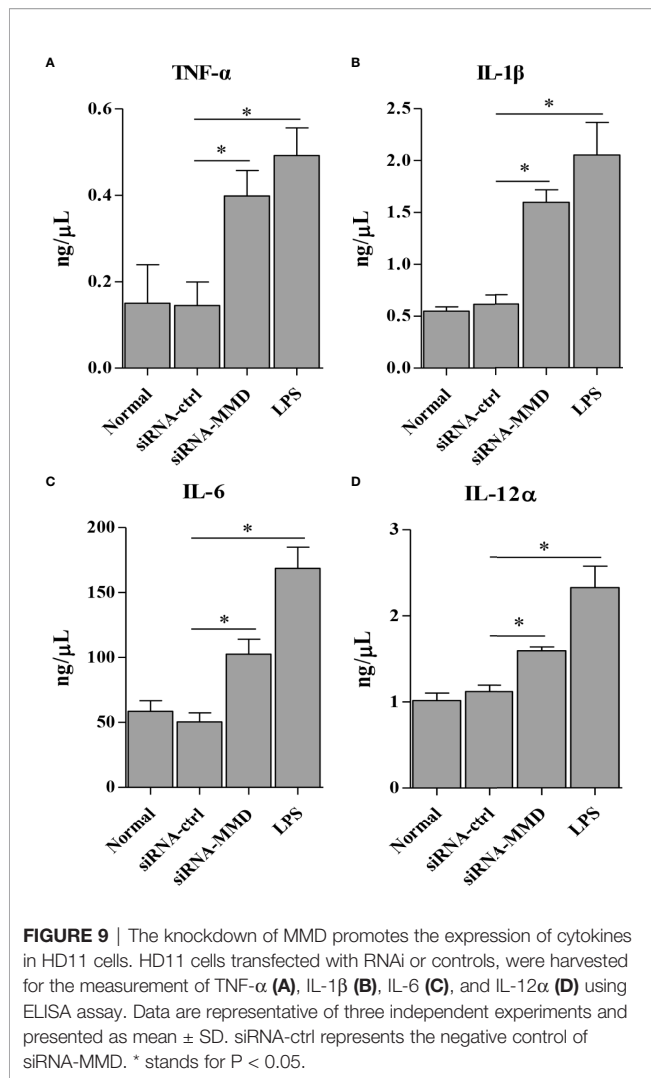 A
TNF-α
0.6
0.4
0.2
0.0
ng/µL
*
*
Normal
siRNA-ctrl
siRNA-MMD
LPS
B
IL-1β
2.5
2.0
1.5
1.0
0.5
0.0
ng/µL
*
*
Normal
siRNA-ctrl
siRNA-MMD
LPS
C
IL-6
200
150
100
50
0
ng/µL
*
*
Normal
siRNA-ctrl
siRNA-MMD
LPS
D
IL-12α
3
2
1
0
ng/µL
*
*
Normal
siRNA-ctrl
siRNA-MMD
LPS
FIGURE 9 | The knockdown of MMD promotes the expression of cytokines
in HD11 cells. HD11 cells transfected with RNAi or controls, were harvested
for the measurement of TNF-α (A), IL-1β (B), IL-6 (C), and IL-12α (D) using
ELISA assay. Data are representative of three independent experiments and
presented as mean ± SD. siRNA-ctrl represents the negative control of
siRNA-MMD. * stands for P < 0.05.